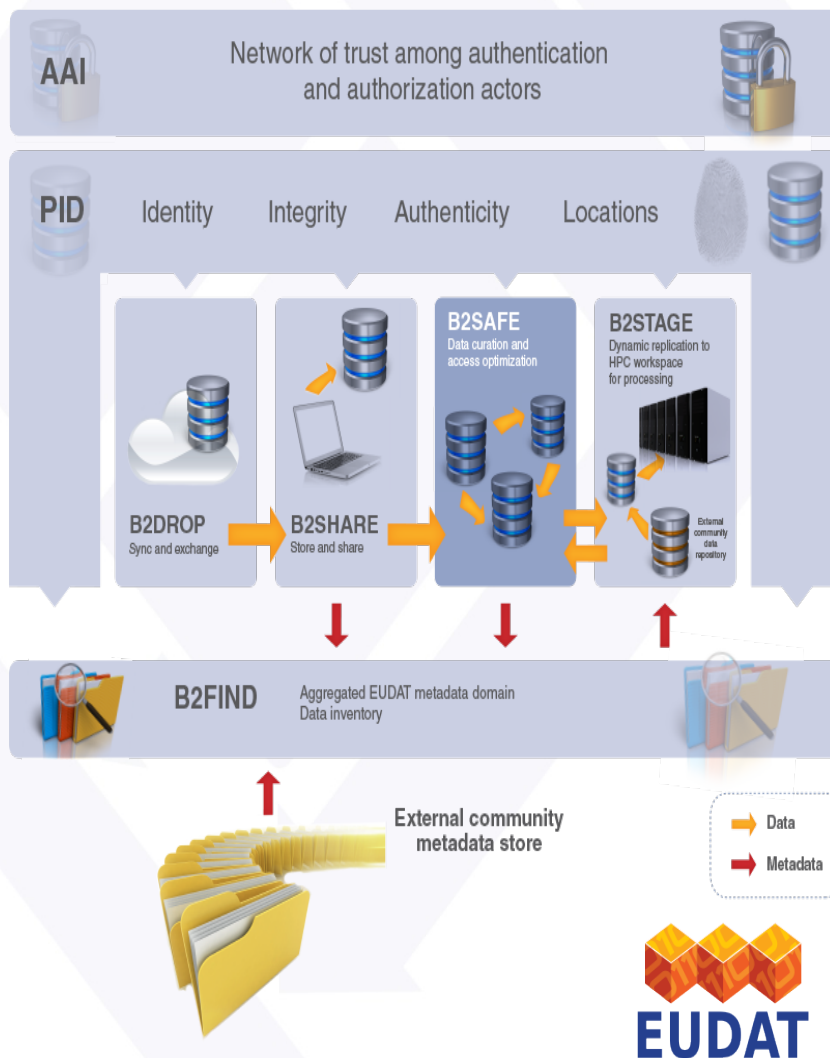 AAI
Network of trust among authentication
and authorization actors
PID
Identity
Integrity
Authenticity
Locations
B2DROP
Sync and exchange
B2SHARE
Store and share
B2SAFE
Data curation and
access optimization
B2STAGE
Dynamic replication to
HPC workspace
for processing
External
community
data
repository
B2FIND
Aggregated EUDAT metadata domain
Data inventory
External community
metadata store
Data
Metadata
EUDAT